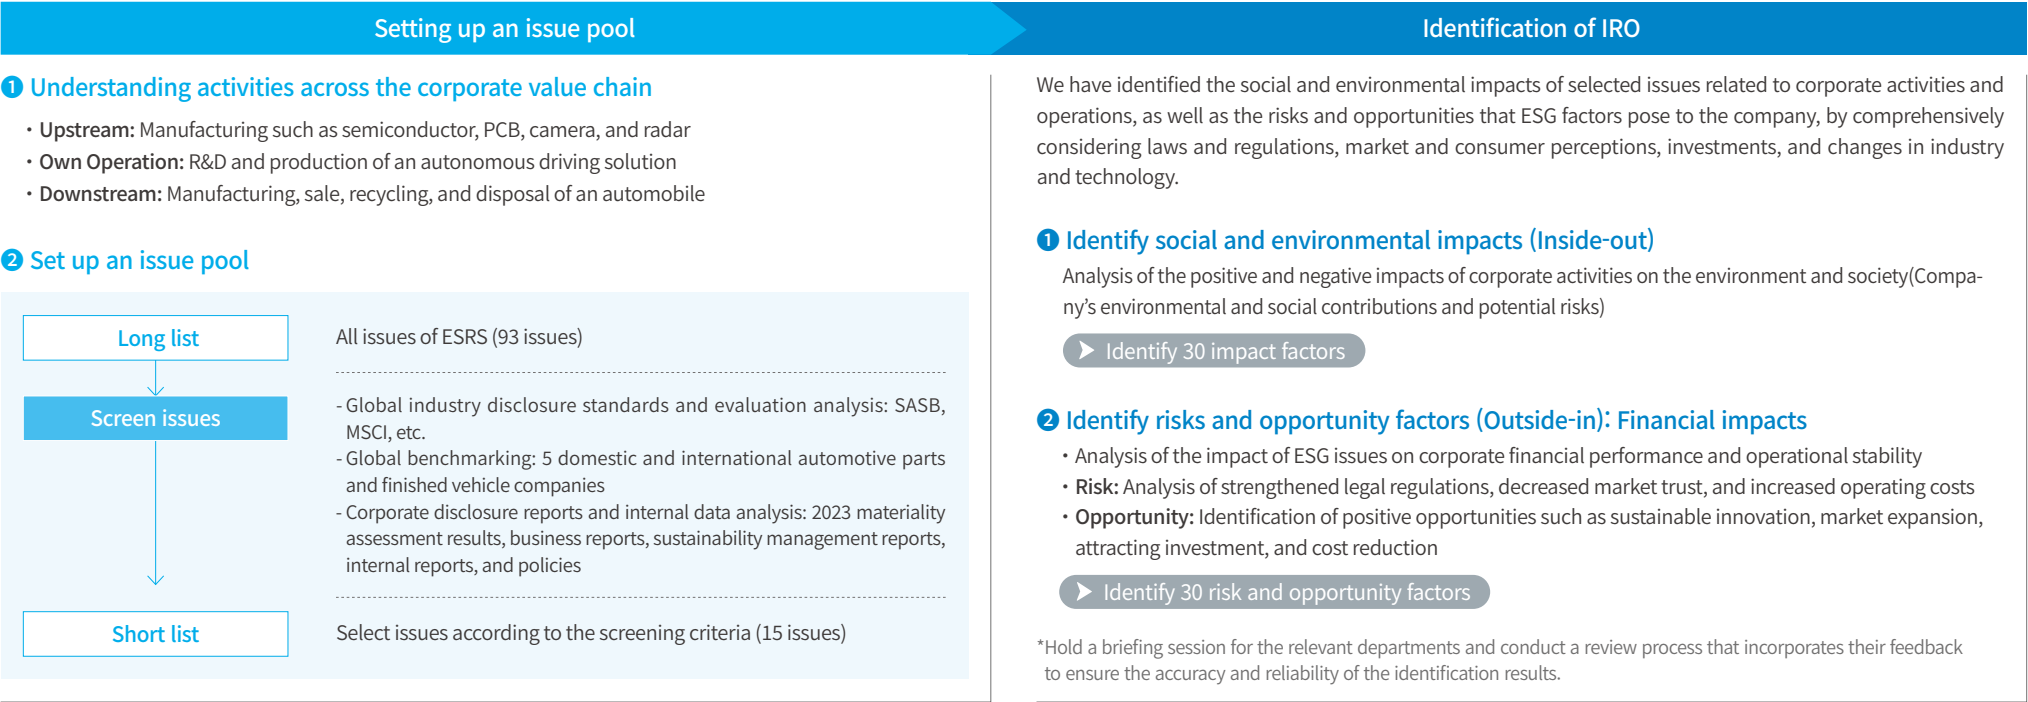 Setting up an issue pool
❶ Understanding activities across the corporate value chain
• Upstream: Manufacturing such as semiconductor, PCB, camera, and radar
• Own Operation: R&D and production of an autonomous driving solution
• Downstream: Manufacturing, sale, recycling, and disposal of an automobile
❷ Set up an issue pool
Long list
All issues of ESRS (93 issues)
Screen issues
- Global industry disclosure standards and evaluation analysis: SASB,
MSCI, etc.
- Global benchmarking: 5 domestic and international automotive parts
and finished vehicle companies
- Corporate disclosure reports and internal data analysis: 2023 materiality
assessment results, business reports, sustainability management reports,
internal reports, and policies
Short list
Select issues according to the screening criteria (15 issues)
Identification of IRO
We have identified the social and environmental impacts of selected issues related to corporate activities and
operations, as well as the risks and opportunities that ESG factors pose to the company, by comprehensively
considering laws and regulations, market and consumer perceptions, investments, and changes in industry
and technology.
❶ Identify social and environmental impacts (Inside-out)
Analysis of the positive and negative impacts of corporate activities on the environment and society(Compa-
ny’s environmental and social contributions and potential risks)
➤ Identify 30 impact factors
❷ Identify risks and opportunity factors (Outside-in): Financial impacts
• Analysis of the impact of ESG issues on corporate financial performance and operational stability
• Risk: Analysis of strengthened legal regulations, decreased market trust, and increased operating costs
• Opportunity: Identification of positive opportunities such as sustainable innovation, market expansion,
attracting investment, and cost reduction
➤ Identify 30 risk and opportunity factors
*Hold a briefing session for the relevant departments and conduct a review process that incorporates their feedback
to ensure the accuracy and reliability of the identification results.